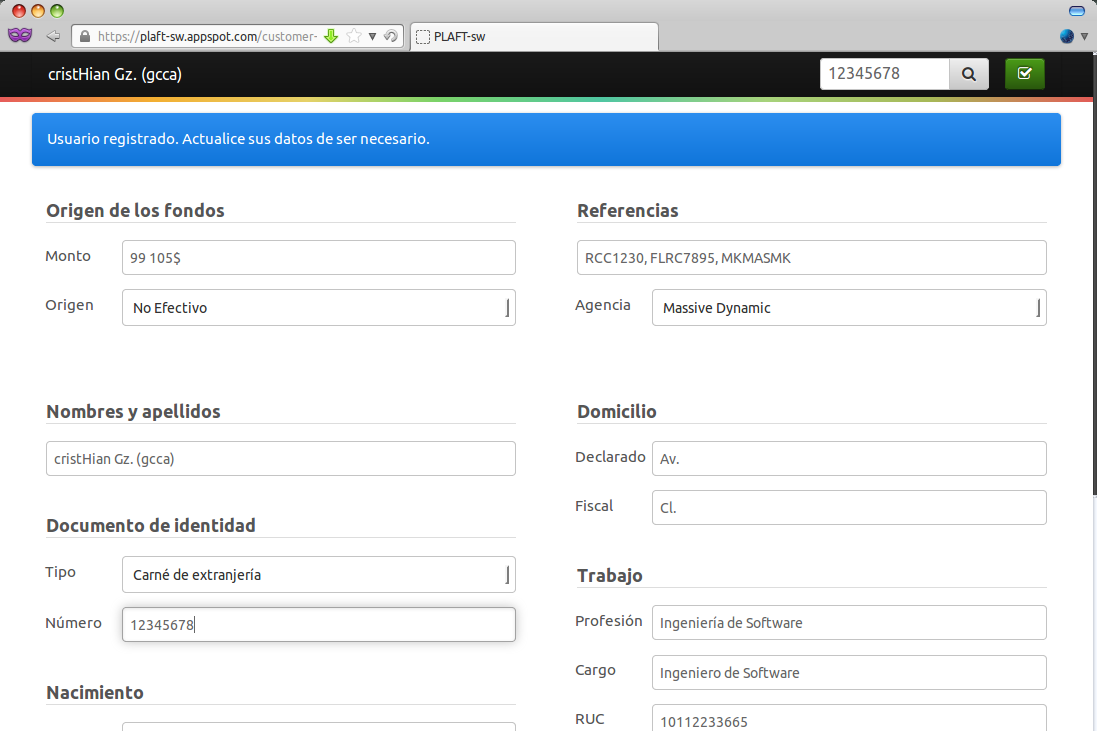 https://plaft-sw.appspot.com/customer-
PLAFT-sw
cristHian Gz. (gcca)
12345678
Usuario registrado. Actualice sus datos de ser necesario.
Origen de los fondos
Monto 99 105$
Origen No Efectivo
Referencias
RCC1230, FLRC7895, MKMASMK
Agencia Massive Dynamic
Nombres y apellidos
cristHian Gz. (gcca)
Documento de identidad
Tipo Carné de extranjería
Número 12345678
Nacimiento
Domicilio
Declarado Av.
Fiscal Cl.
Trabajo
Profesión Ingeniería de Software
Cargo Ingeniero de Software
RUC 10112233665